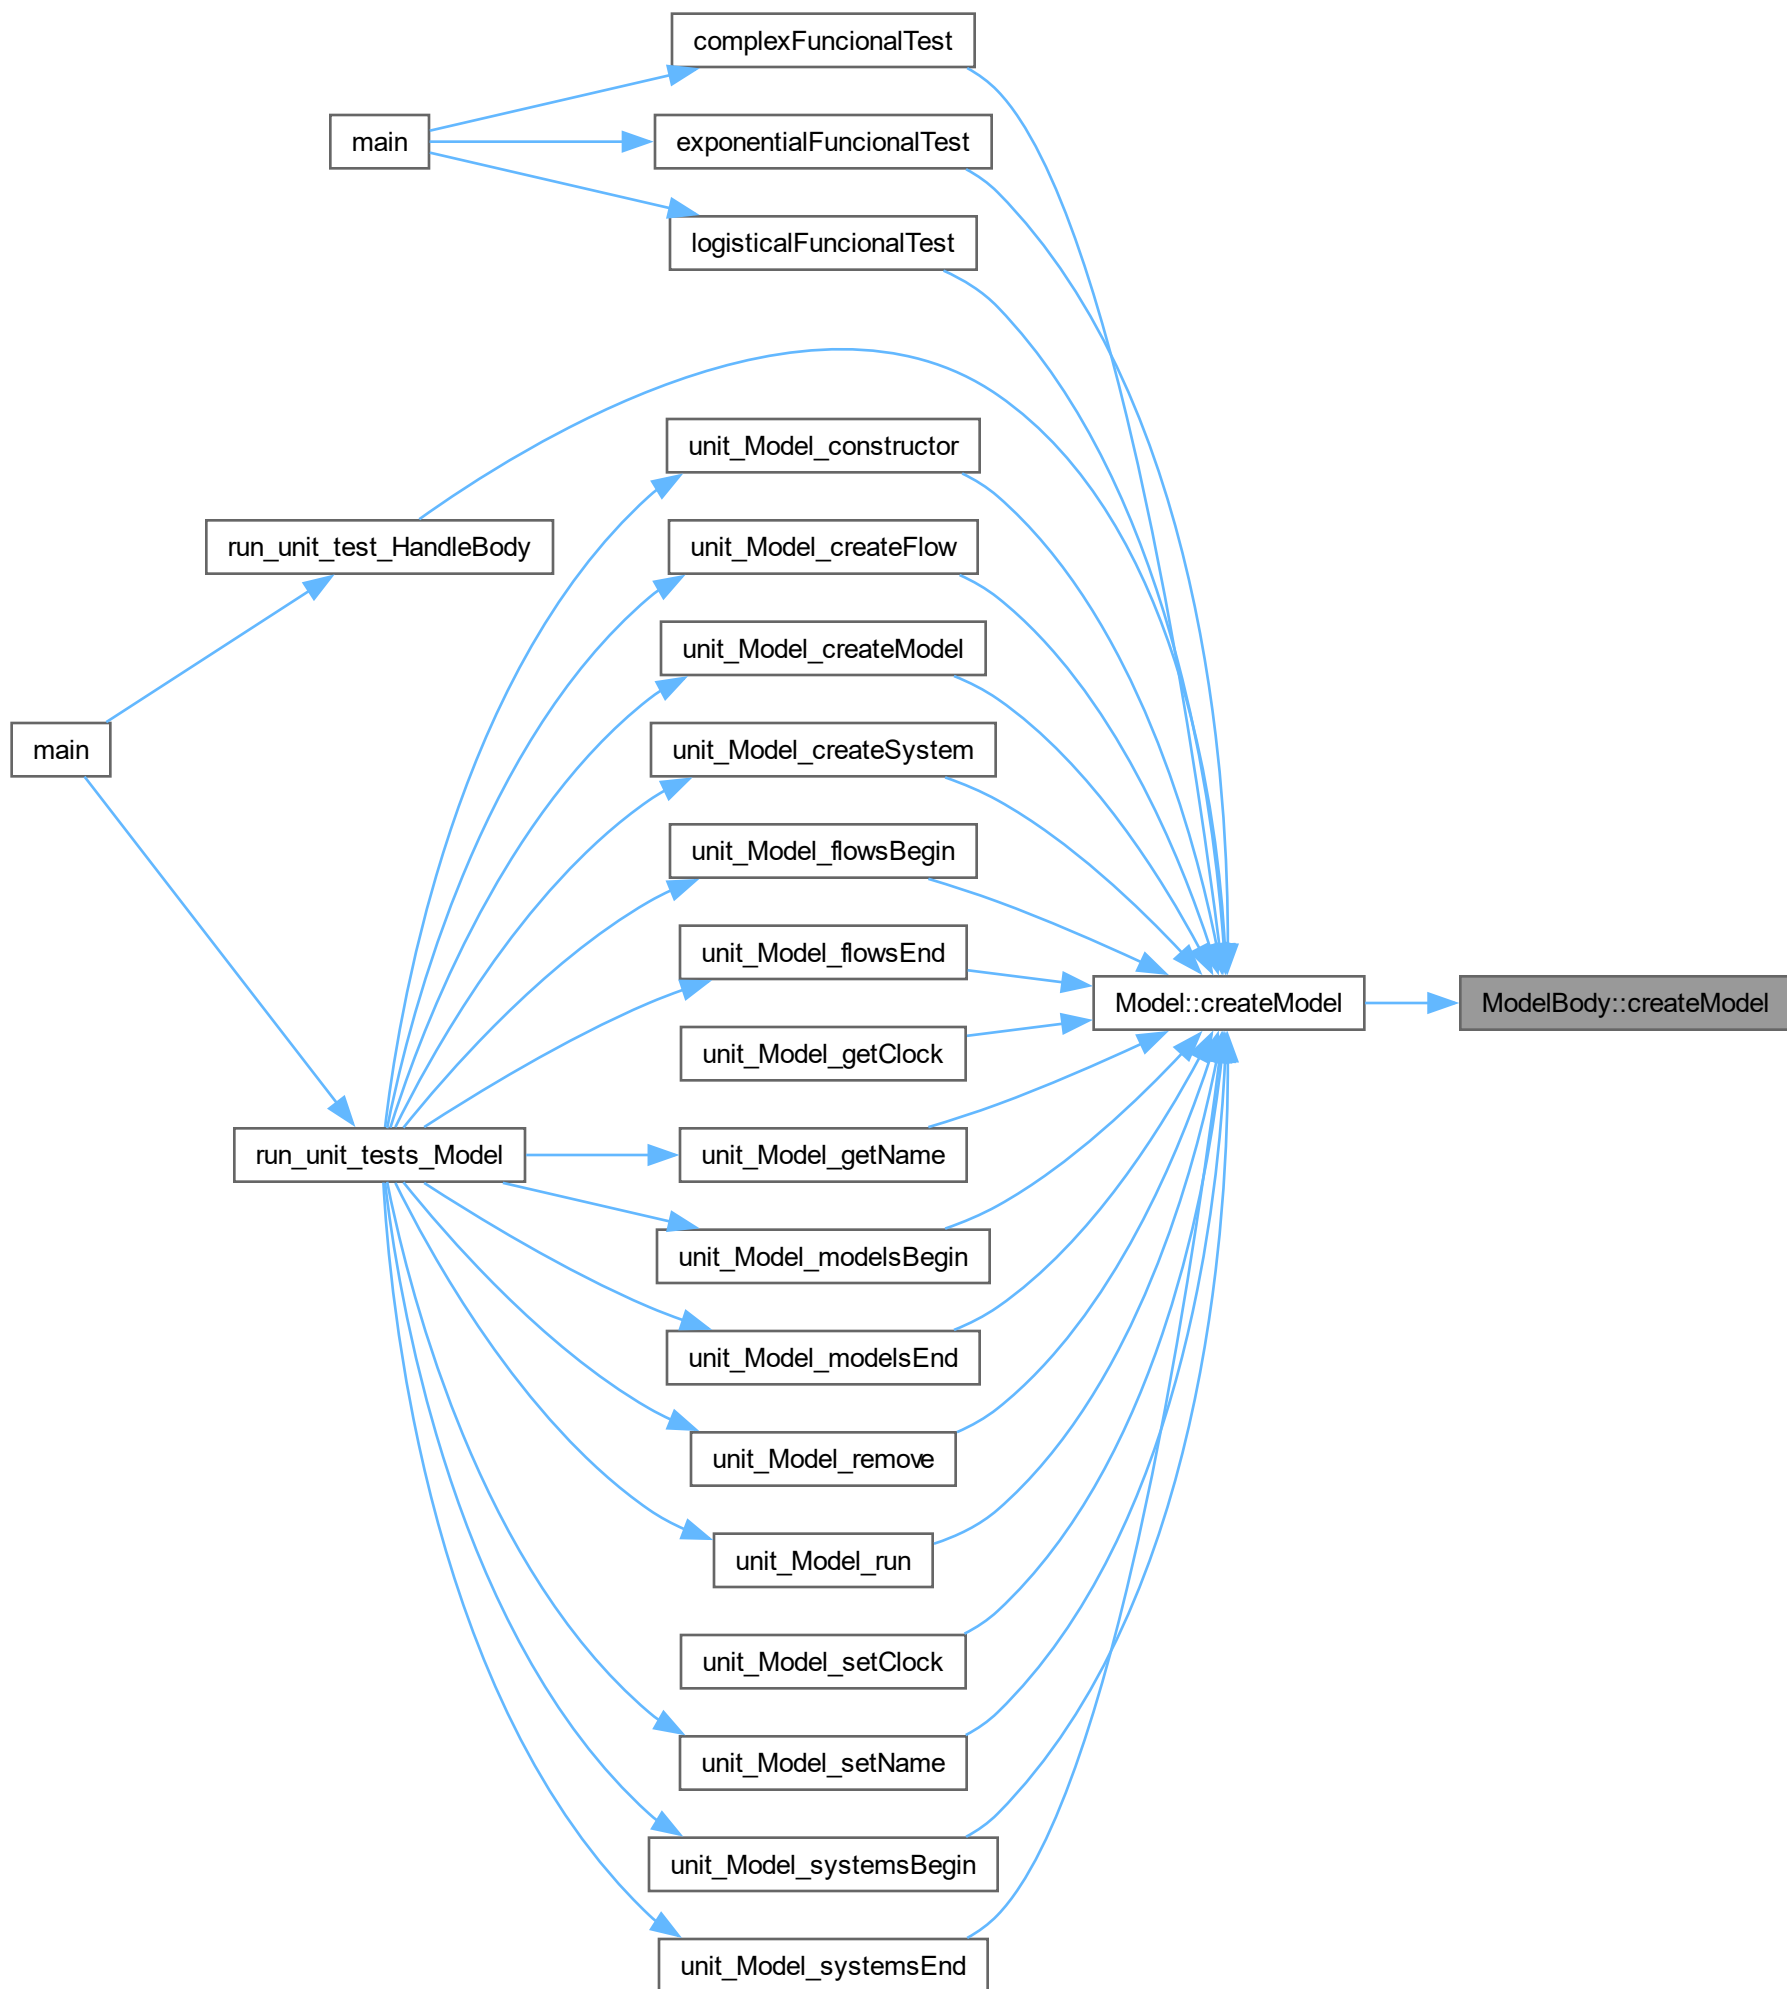 complexFuncionalTest
main
exponentialFuncionalTest
logisticalFuncionalTest
unit_Model_constructor
run_unit_test_HandleBody
unit_Model_createFlow
unit_Model_createModel
main
unit_Model_createSystem
unit_Model_flowsBegin
unit_Model_flowsEnd
Model::createModel
ModelBody::createModel
unit_Model_getClock
run_unit_tests_Model
unit_Model_getName
unit_Model_modelsBegin
unit_Model_modelsEnd
unit_Model_remove
unit_Model_run
unit_Model_setClock
unit_Model_setName
unit_Model_systemsBegin
unit_Model_systemsEnd